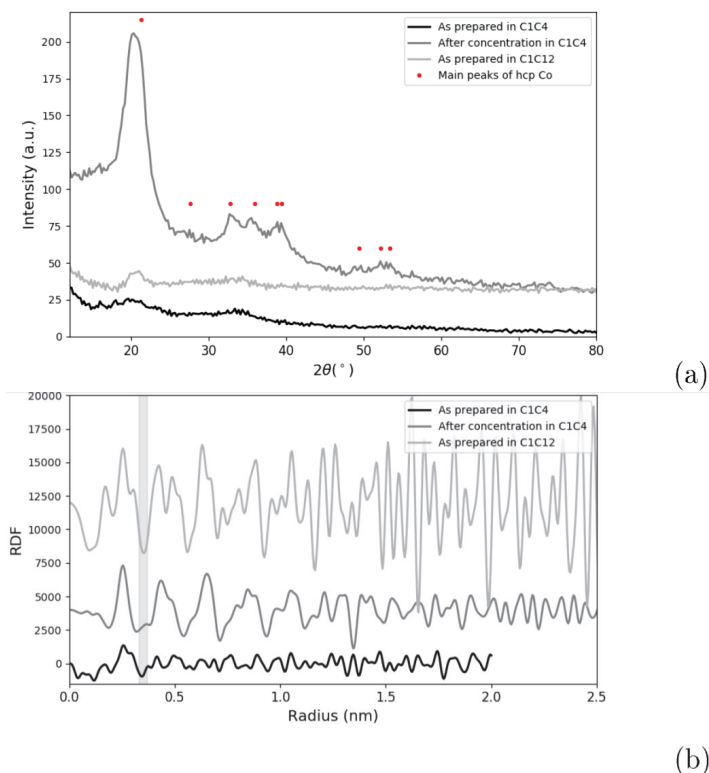 200
175
150
125
100
75
50
25
0
Intensity (a.u.)
As prepared in C1C4
After concentration in C1C4
As prepared in C1C12
Main peaks of hcp Co
20 30 40 50 60 70 80
2θ(°)
(a)
20000
17500
15000
12500
10000
7500
5000
2500
0
RDF
As prepared in C1C4
After concentration in C1C4
As prepared in C1C12
0.0 0.5 1.0 1.5 2.0 2.5
Radius (nm)
(b)